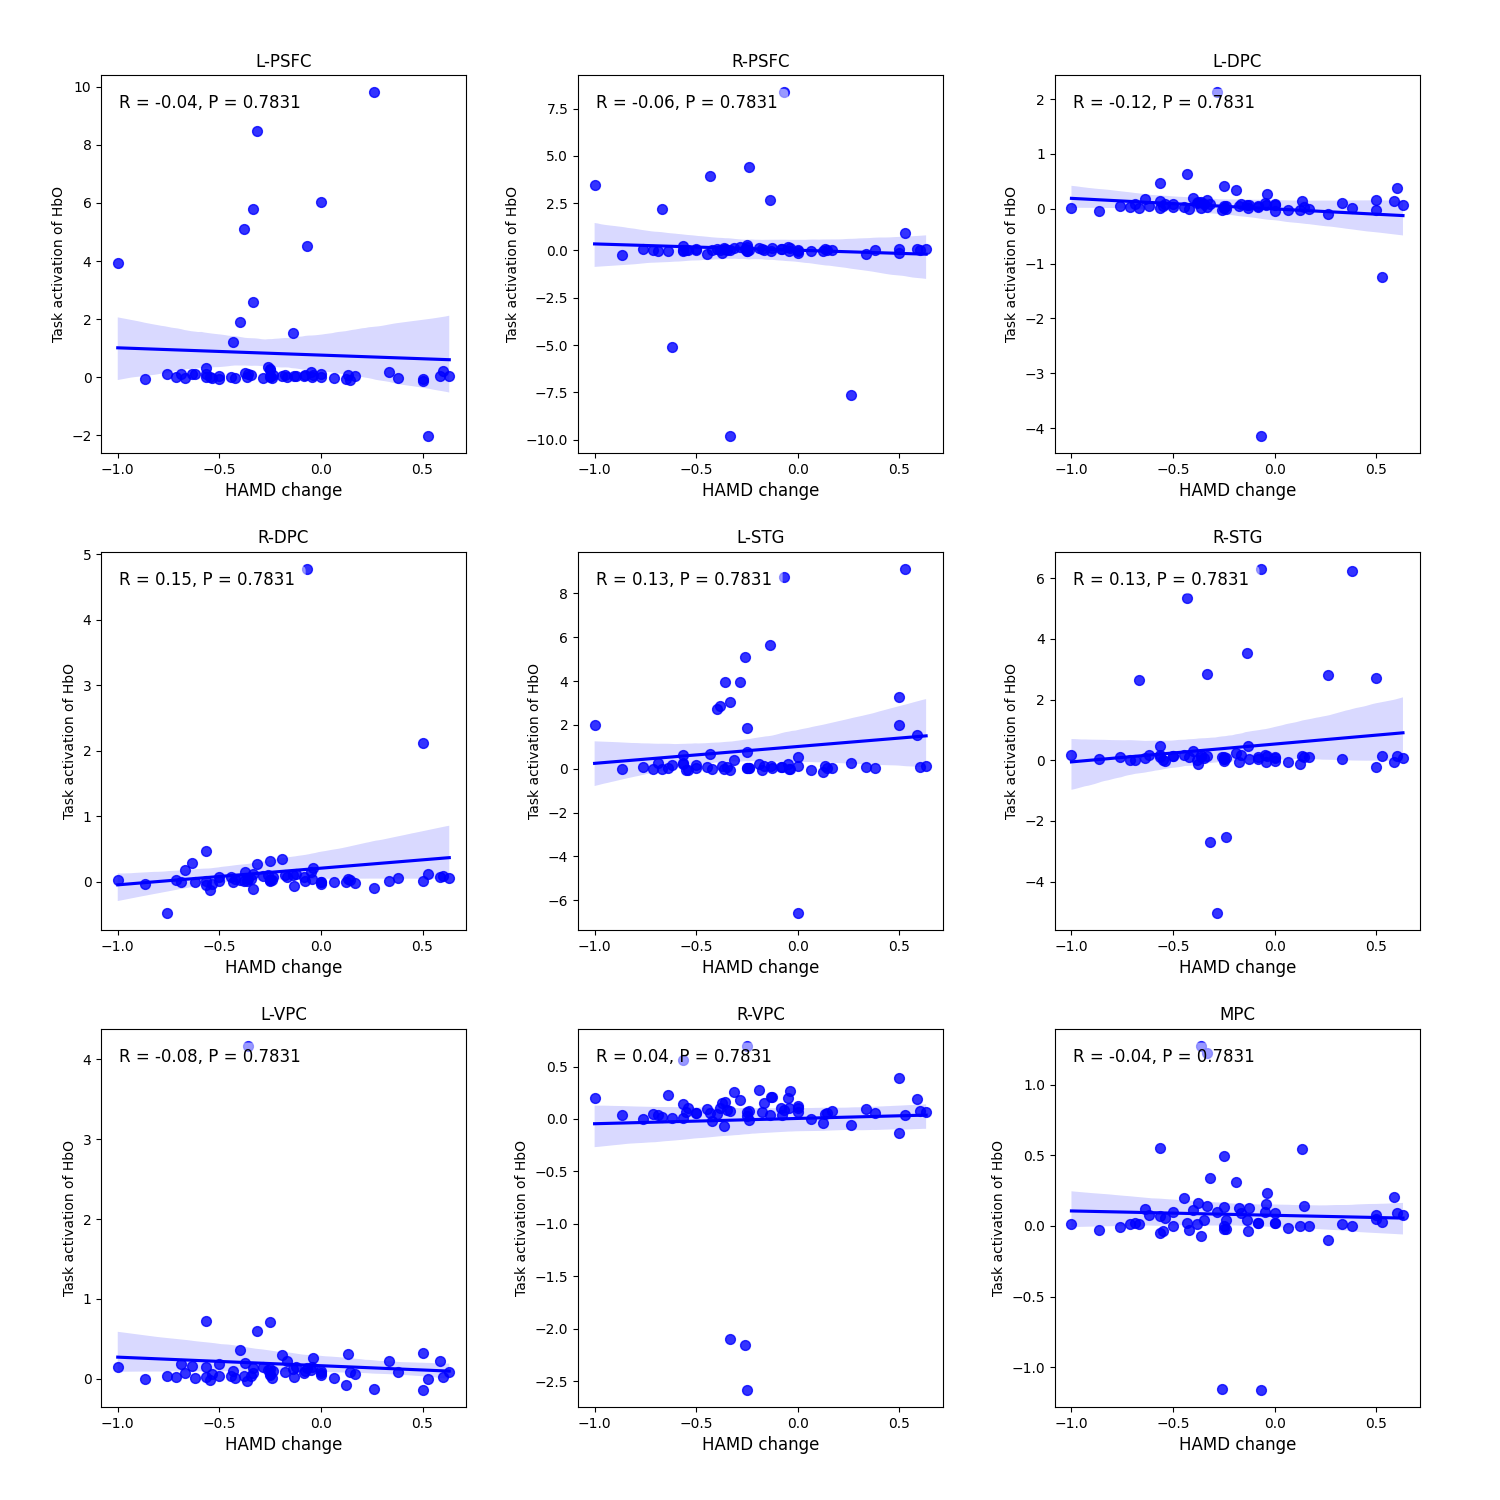 L-PSFC
R = -0.04, P = 0.7831
Task activation of HbO
10
8
6
4
2
0
−2
−1.0 −0.5 0.0 0.5
HAMD change
R-PSFC
R = -0.06, P = 0.7831
Task activation of HbO
7.5
5.0
2.5
0.0
−2.5
−5.0
−7.5
−10.0
−1.0 −0.5 0.0 0.5
HAMD change
L-DPC
R = -0.12, P = 0.7831
Task activation of HbO
2
1
0
−1
−2
−3
−4
−1.0 −0.5 0.0 0.5
HAMD change
R-DPC
R = 0.15, P = 0.7831
Task activation of HbO
5
4
3
2
1
0
−1.0 −0.5 0.0 0.5
HAMD change
L-STG
R = 0.13, P = 0.7831
Task activation of HbO
8
6
4
2
0
−2
−4
−6
−1.0 −0.5 0.0 0.5
HAMD change
R-STG
R = 0.13, P = 0.7831
Task activation of HbO
6
4
2
0
−2
−4
−1.0 −0.5 0.0 0.5
HAMD change
L-VPC
R = -0.08, P = 0.7831
Task activation of HbO
4
3
2
1
0
−1.0 −0.5 0.0 0.5
HAMD change
R-VPC
R = 0.04, P = 0.7831
Task activation of HbO
0.5
0.0
−0.5
−1.0
−1.5
−2.0
−2.5
−1.0 −0.5 0.0 0.5
HAMD change
MPC
R = -0.04, P = 0.7831
Task activation of HbO
1.0
0.5
0.0
−0.5
−1.0
−1.0 −0.5 0.0 0.5
HAMD change